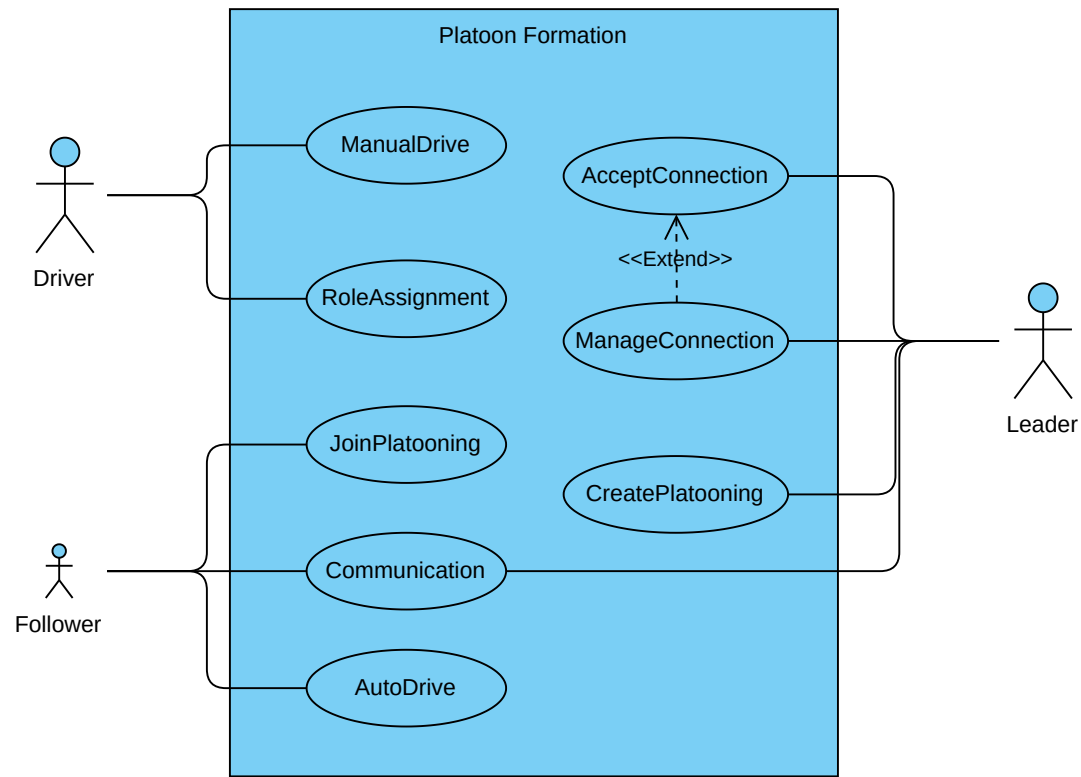 Platoon Formation
ManualDrive
AcceptConnection
Driver
<<Extend>>
RoleAssignment
ManageConnection
Leader
JoinPlatooning
CreatePlatooning
Communication
Follower
AutoDrive